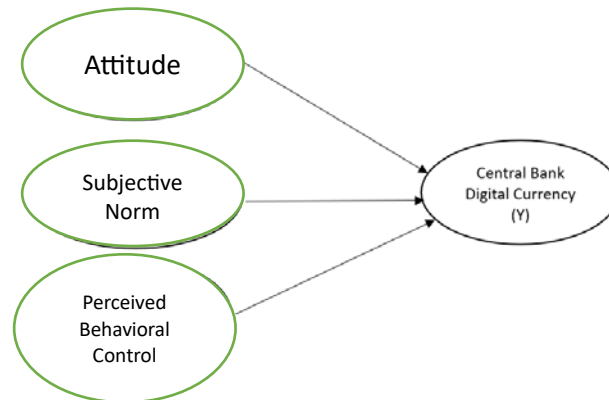 Attitude
Subjective
Norm
Perceived
Behavioral
Control
Central Bank
Digital Currency
(Y)